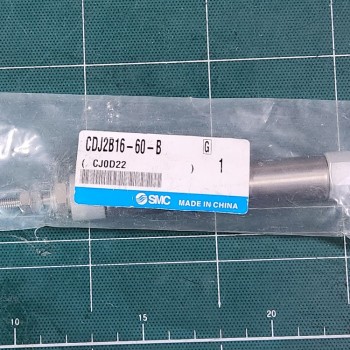 CDJ2B16-60-B G
( CJ0D22 ) 1
SMC MADE IN CHINA
10 15 20